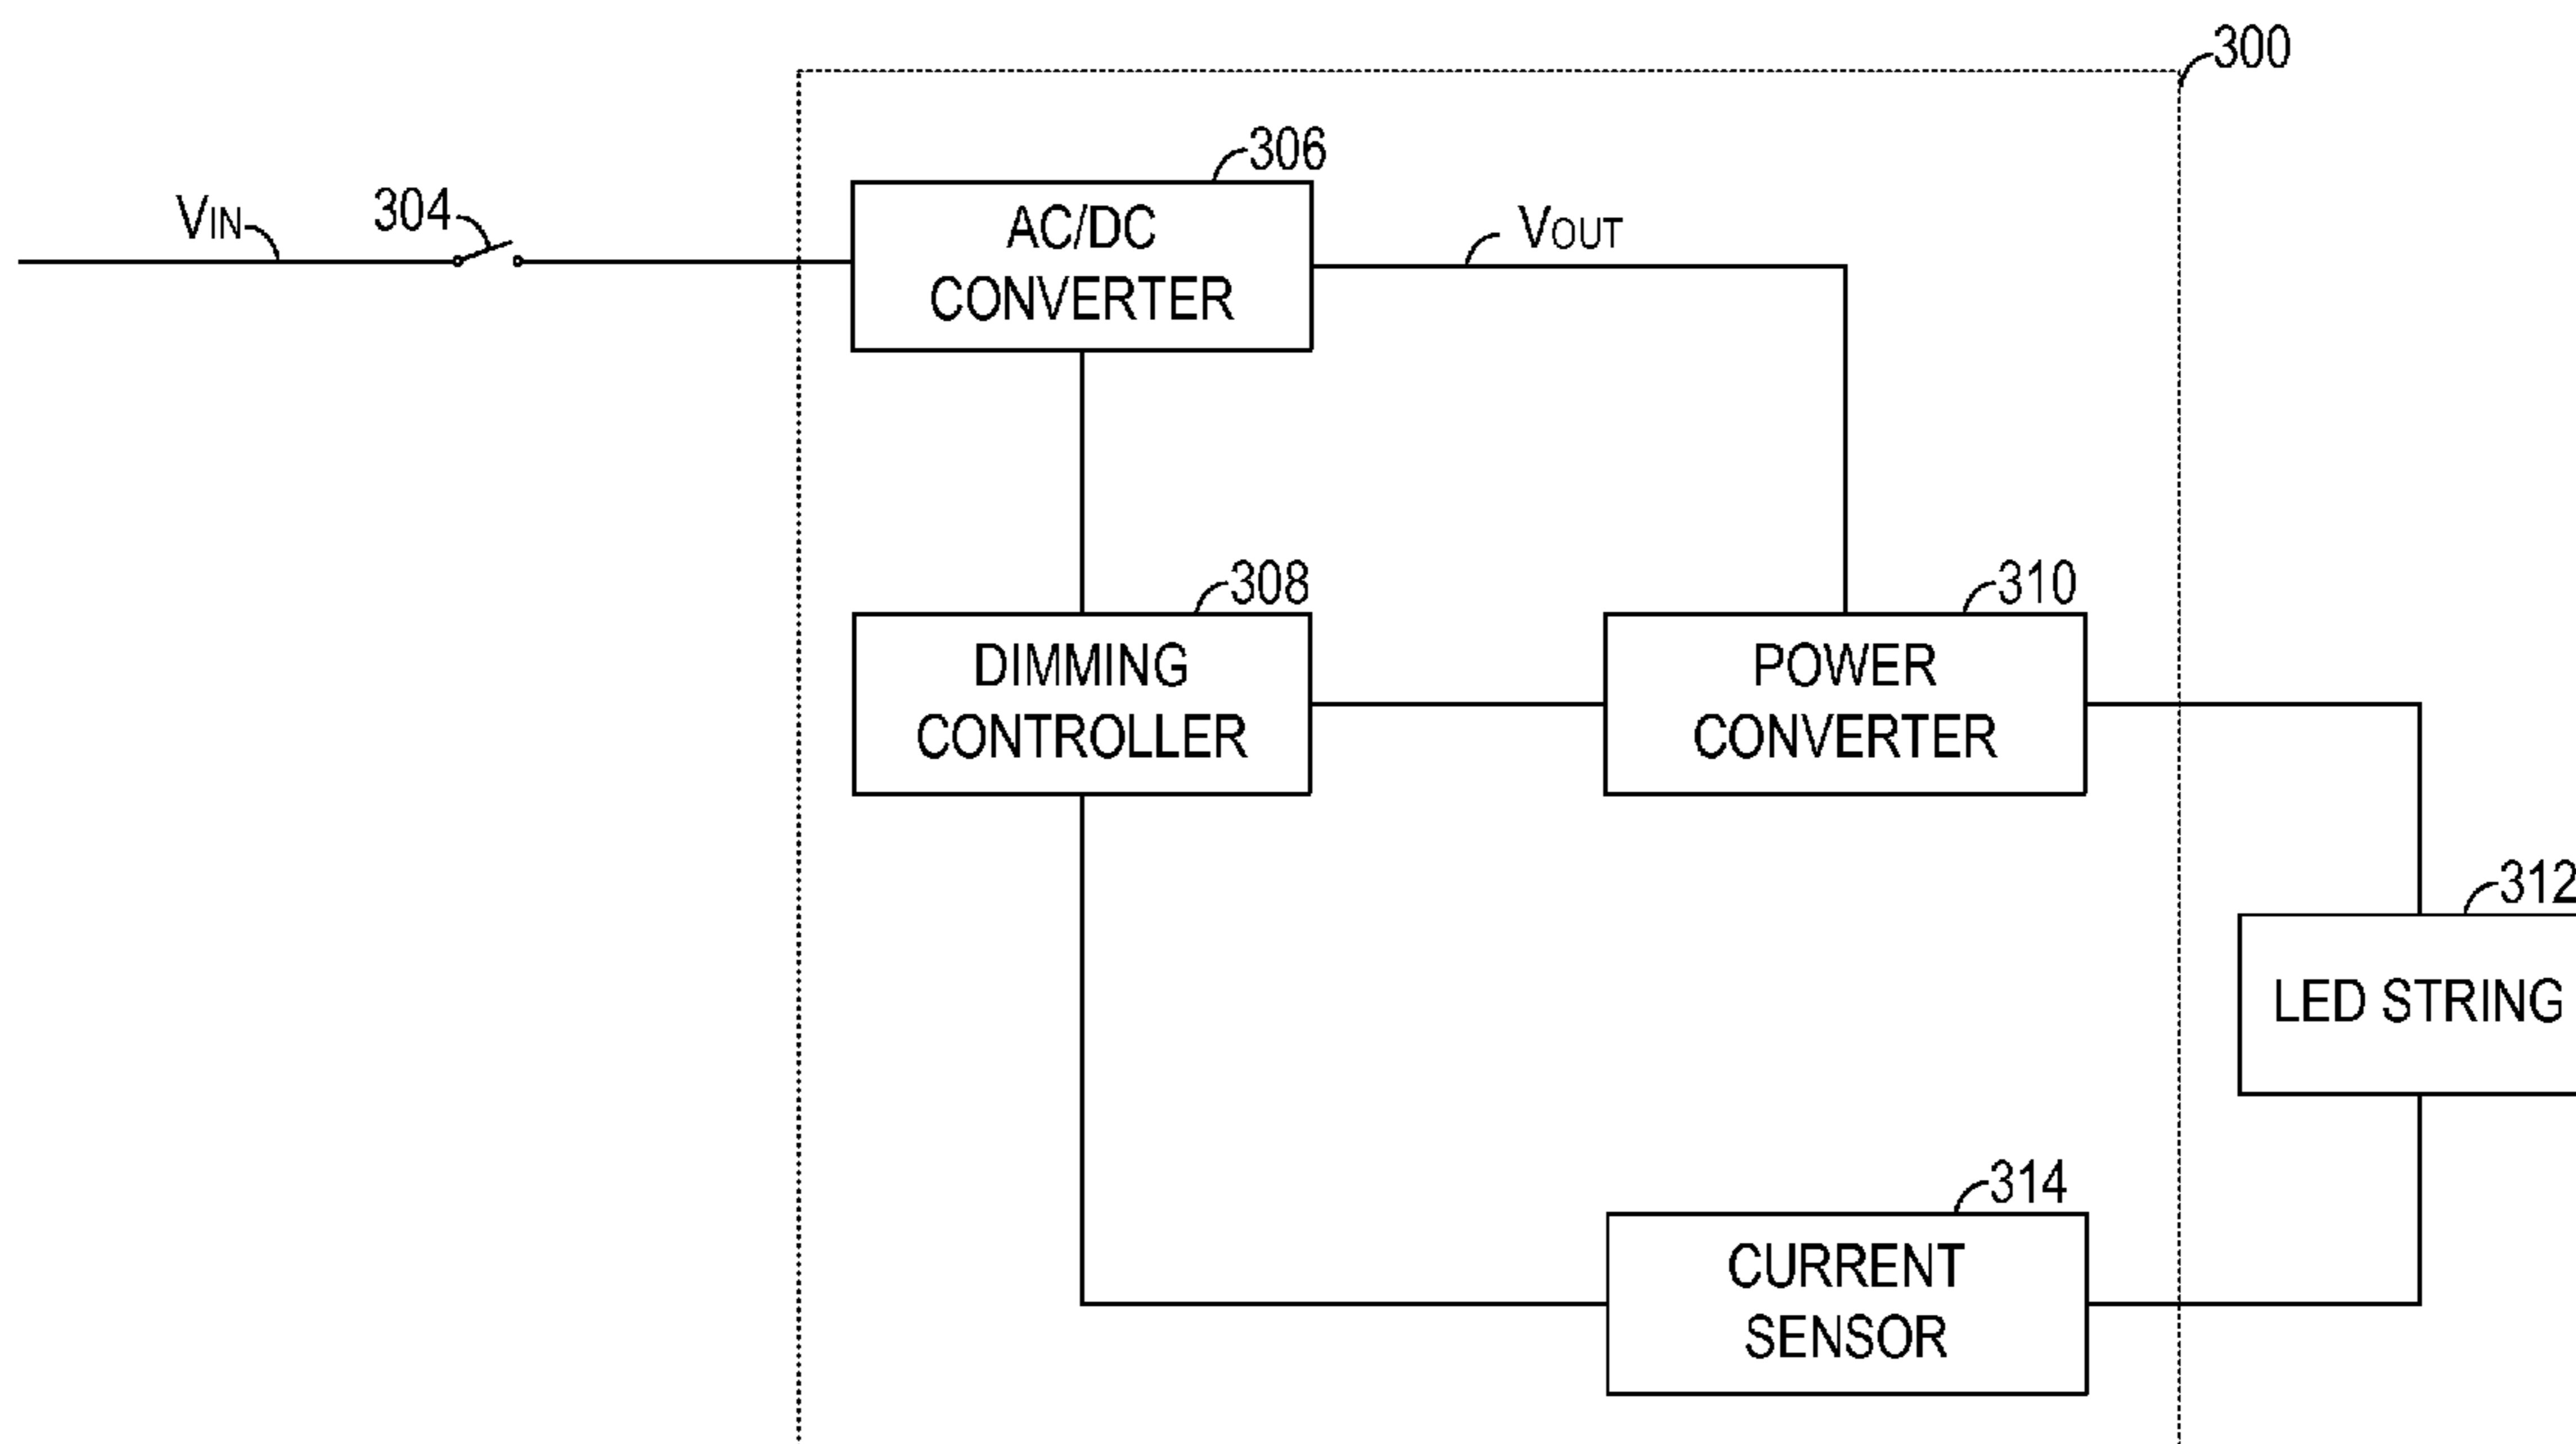 300
306
VIN
304
AC/DC
CONVERTER
VOUT
308
310
DIMMING
CONTROLLER
POWER
CONVERTER
312
LED STRING
314
CURRENT
SENSOR